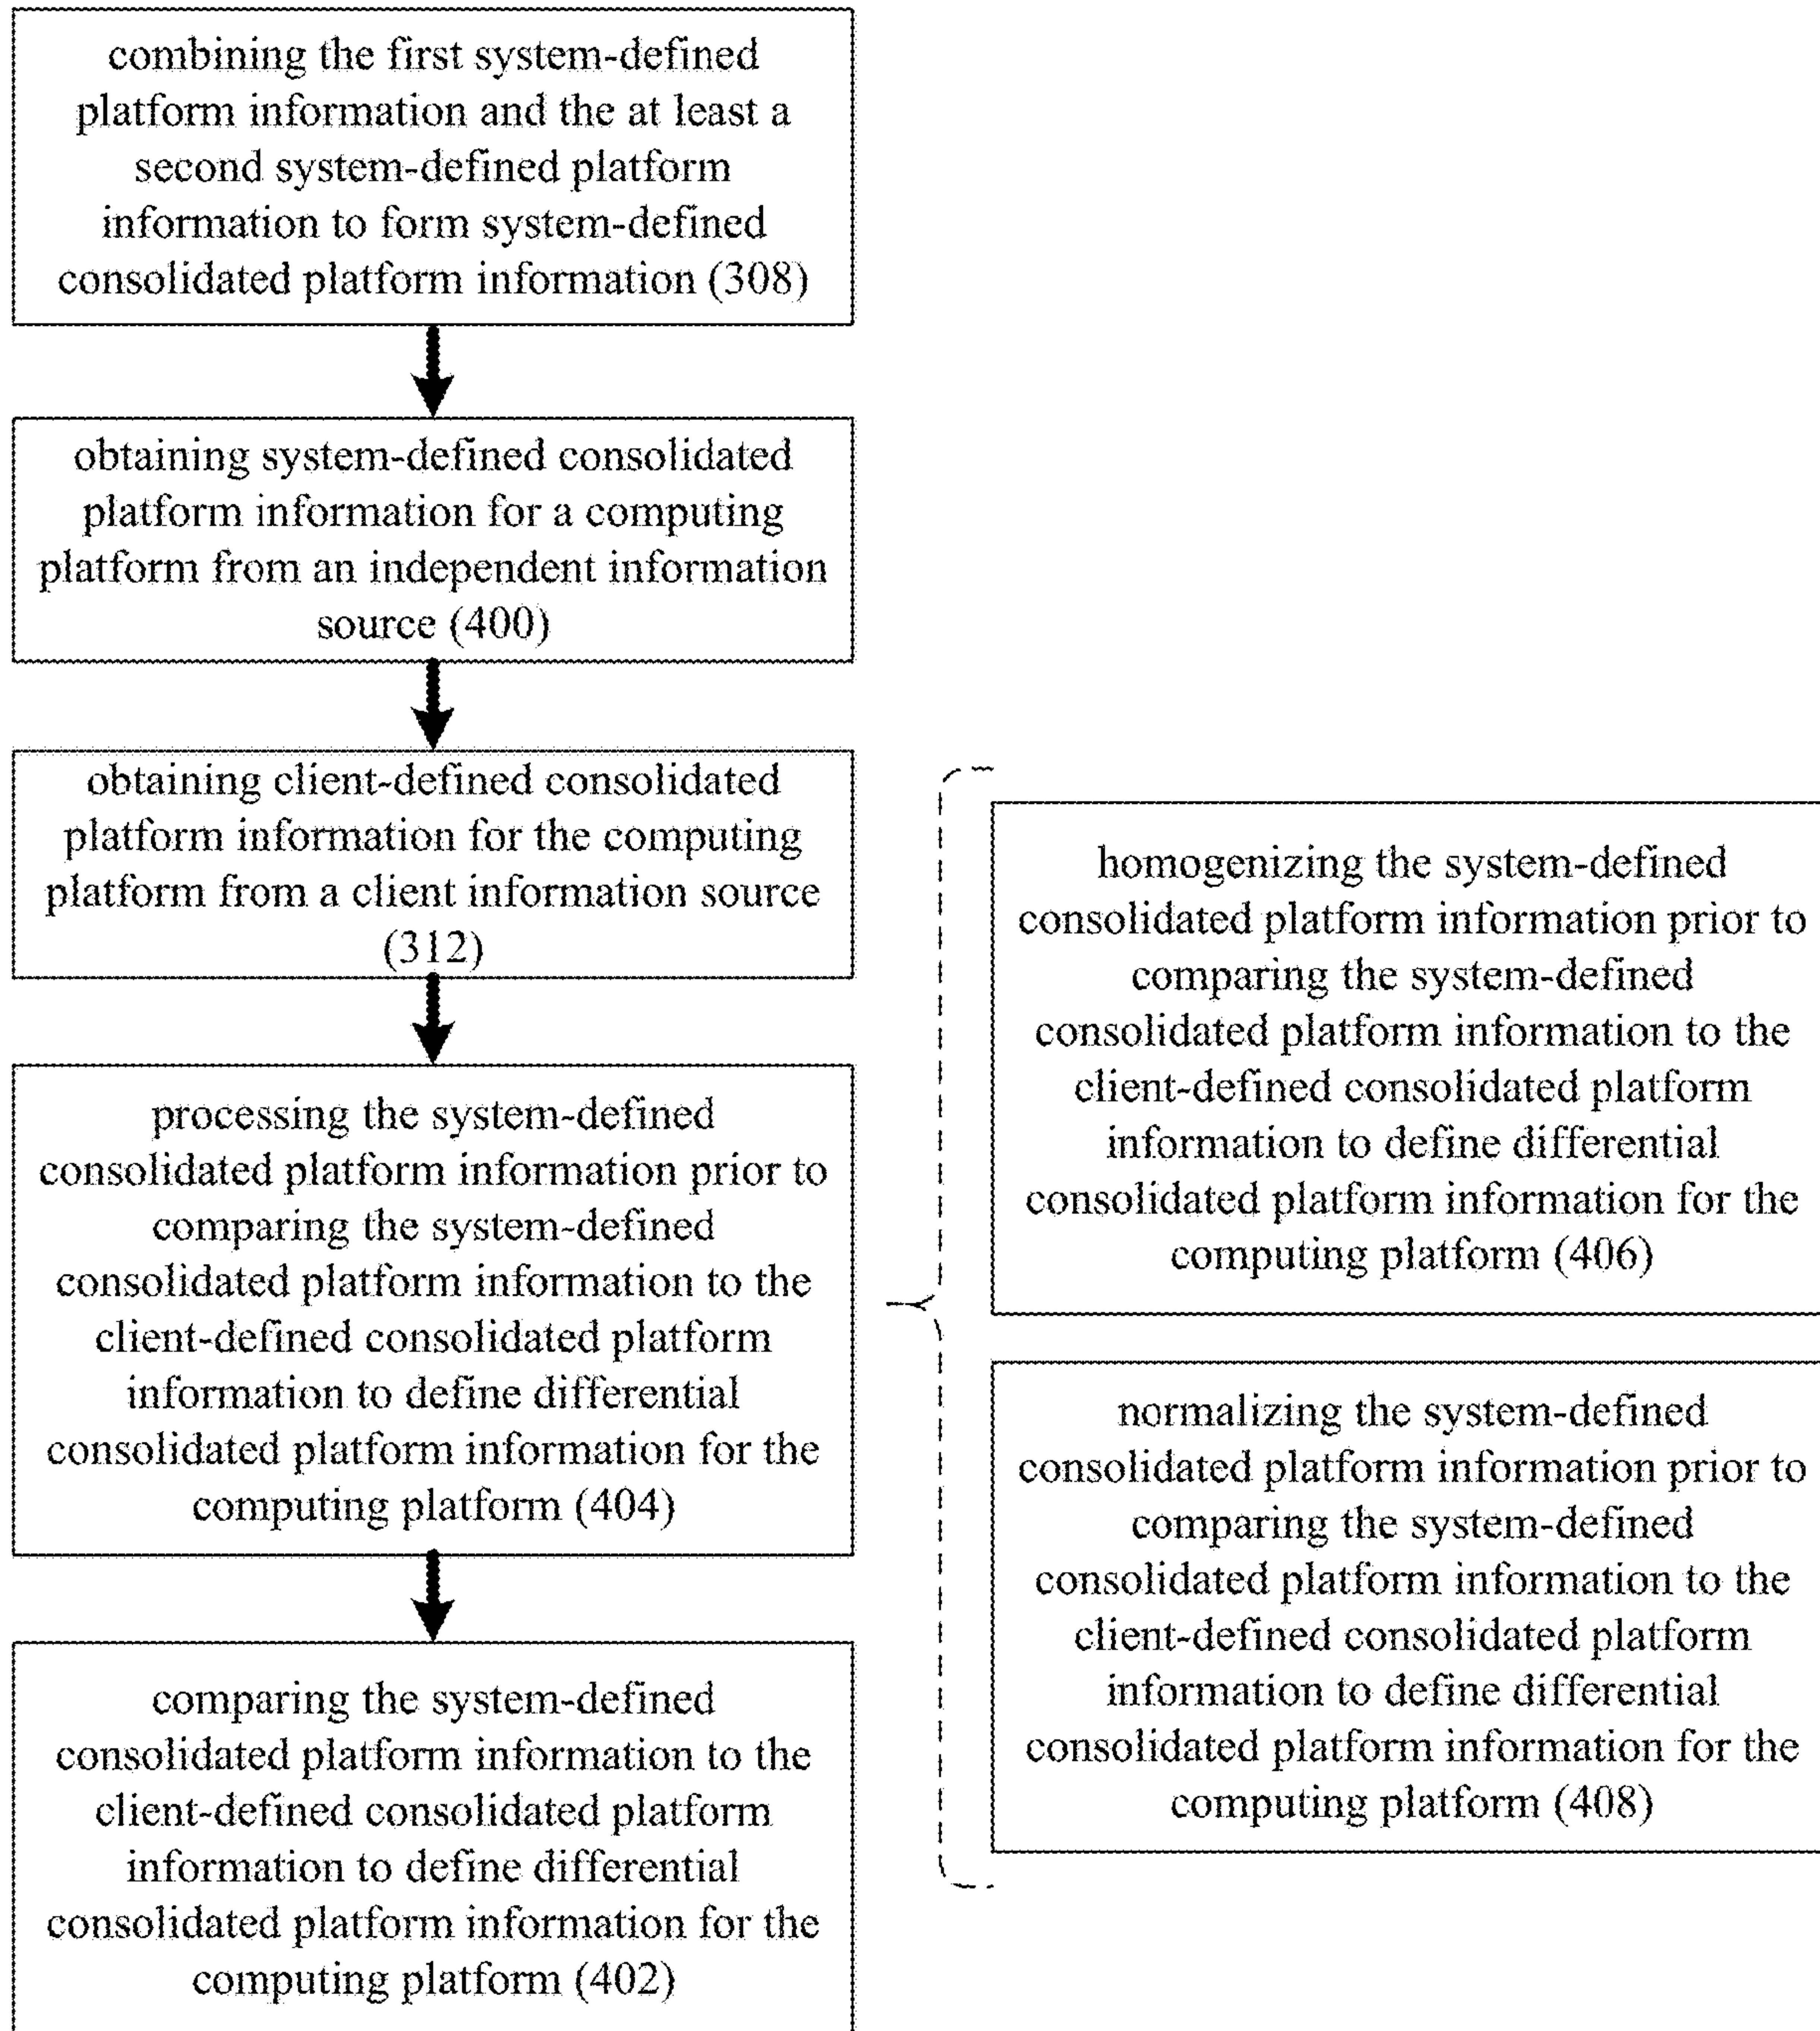 combining the first system-defined
platform information and the at least a
second system-defined platform
information to form system-defined
consolidated platform information (308)
obtaining system-defined consolidated
platform information for a computing
platform from an independent information
source (400)
obtaining client-defined consolidated
platform information for the computing
platform from a client information source
(312)
processing the system-defined
consolidated platform information prior to
comparing the system-defined
consolidated platform information to the
client-defined consolidated platform
information to define differential
consolidated platform information for the
computing platform (404)
comparing the system-defined
consolidated platform information to the
client-defined consolidated platform
information to define differential
consolidated platform information for the
computing platform (402)
homogenizing the system-defined
consolidated platform information prior to
comparing the system-defined
consolidated platform information to the
client-defined consolidated platform
information to define differential
consolidated platform information for the
computing platform (406)
normalizing the system-defined
consolidated platform information prior to
comparing the system-defined
consolidated platform information to the
client-defined consolidated platform
information to define differential
consolidated platform information for the
computing platform (408)